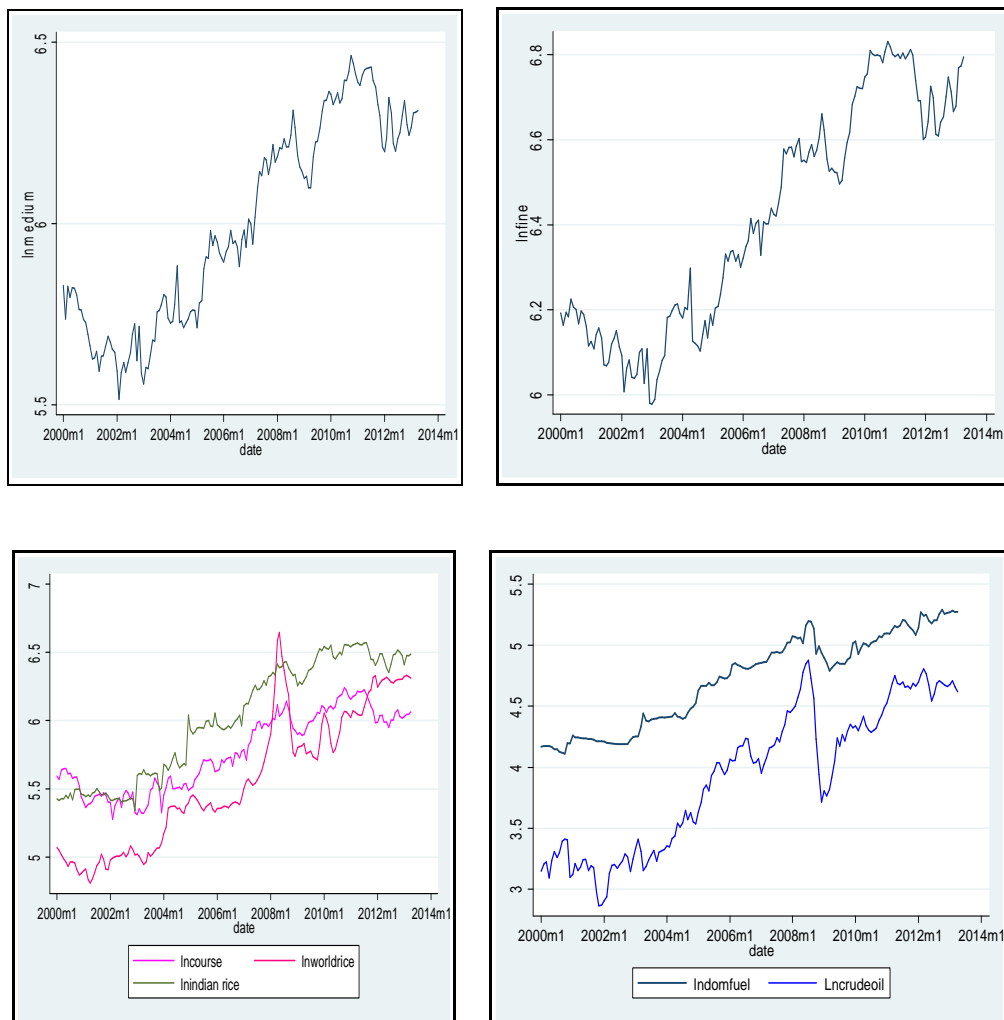 6.5
6
5.5
lnmedium
2000m1 2002m1 2004m1 2006m1 2008m1 2010m1 2012m1 2014m1
date
6.8
6.6
6.4
6.2
6
lnfine
2000m1 2002m1 2004m1 2006m1 2008m1 2010m1 2012m1 2014m
date
7
6.5
6
5.5
5
2000m1 2002m1 2004m1 2006m1 2008m1 2010m1 2012m1 2014m1
date
lncourse lnworldrice
lnindian rice
5.5
5
4.5
4
3.5
3
2000m1 2002m1 2004m1 2006m1 2008m1 2010m1 2012m1 2014m1
date
lndomfuel Lncrudeoil